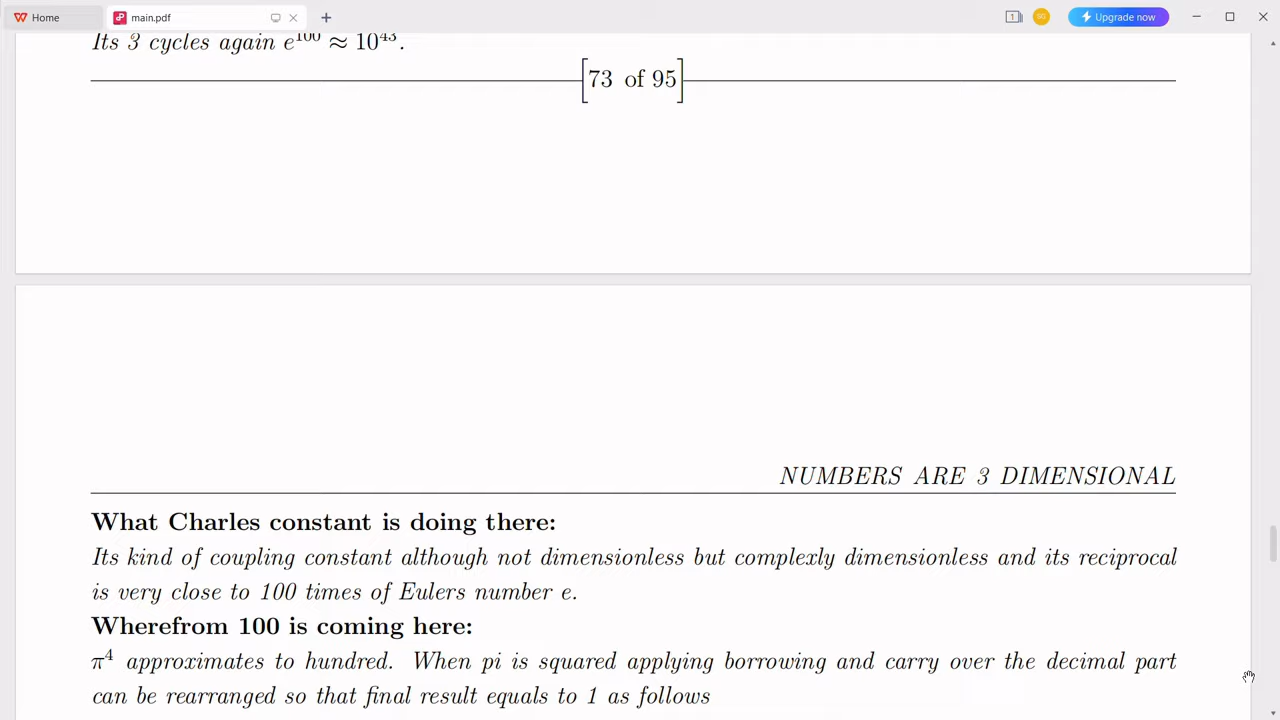 Home
main.pdf
1
SG
Upgrade now
Its 3 cycles again e^100 ≈ 10^43.
[73 of 95]
NUMBERS ARE 3 DIMENSIONAL
What Charles constant is doing there:
Its kind of coupling constant although not dimensionless but complexly dimensionless and its reciprocal
is very close to 100 times of Eulers number e.
Wherefrom 100 is coming here:
π^4 approximates to hundred. When pi is squared applying borrowing and carry over the decimal part
can be rearranged so that final result equals to 1 as follows